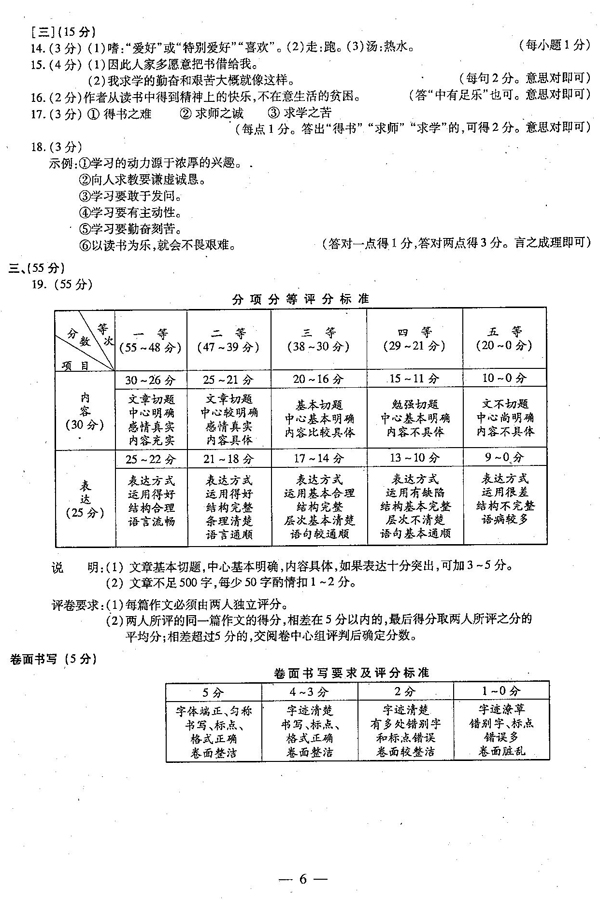 [三](15分)
14.(3分)(1)嗜:“爱好”或“特别爱好”“喜欢”。(2)走:跑。(3)汤:热水。 (每小题1分)
15.(4分)(1)因此人家多愿意把书借给我。
(2)我求学的勤奋和艰苦大概就像这样。 (每句2分。意思对即可)
16.(2分)作者从读书中得到精神上的快乐,不在意生活的贫困。 (答“中有足乐”也可。意思对即可)
17.(3分) ①得书之难 ②求师之诚 ③求学之苦
(每点1分。答出“得书”“求师”“求学”的,可得2分。意思对即可)
18.(3分)
示例:①学习的动力源于浓厚的兴趣。
②向人求教要谦虚诚恳。
③学习要敢于发问。
④学习要有主动性。
⑤学习要勤奋刻苦。
⑥以读书为乐,就会不畏艰难。 (答对一点得1分,答对两点得3分。言之成理即可)
三、(55分)
19.(55分)
分项分等评分标准
分数 等次 项目
一等 (55~48分)
二等 (47~39分)
三等 (38~30分)
四等 (29~21分)
五等 (20~0分)
内容 (30分)
30~26分 25~21分 20~16分 15~11分 10~0分
文章切题 文章切题 基本切题 勉强切题 文不切题
中心明确 中心较明确 中心基本明确 中心基本明确 中心尚明确
感情真实 感情真实 内容比较具体 内容不具体 内容不具体
内容充实 内容具体
表达 (25分)
25~22分 21~18分 17~14分 13~10分 9~0分
表达方式 表达方式 表达方式 表达方式 表达方式
运用得好 运用得好 运用基本合理 运用有缺陷 运用很差
结构合理 结构完整 结构完整 结构基本完整 结构不完整
语言流畅 条理清楚 层次基本清楚 层次不清楚 语病较多
语言通顺 语句较通顺 语句基本通顺
说 明:(1)文章基本切题,中心基本明确,内容具体,如果表达十分突出,可加3~5分。
(2)文章不足500字,每少50字酌情扣1~2分。
评卷要求:(1)每篇作文必须由两人独立评分。
(2)两人所评的同一篇作文的得分,相差在5分以内的,最后得分取两人所评之分的
平均分;相差超过5分的,交阅卷中心组评判后确定分数。
卷面书写(5分)
卷面书写要求及评分标准
5分 4~3分 2分 1~0分
字体端正、匀称 字迹清楚 字迹清楚 字迹潦草
书写、标点、 书写、标点、 有多处错别字 错别字、标点
格式正确 格式正确 和标点错误 错误多
卷面整洁 卷面整洁 卷面较整洁 卷面脏乱
— 6 —